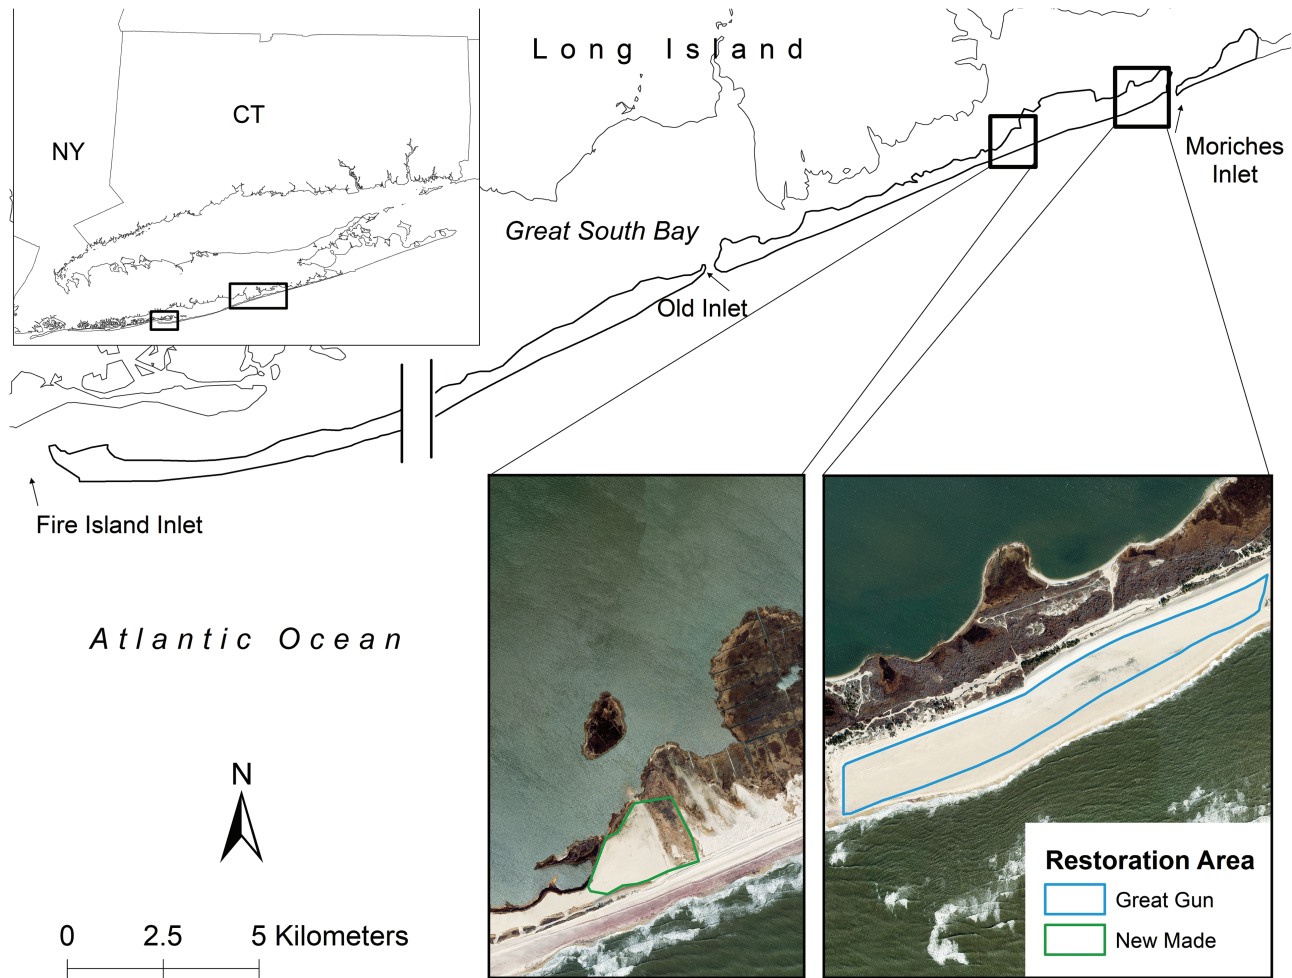 Long Island
CT
NY
Moriches
Inlet
Great South Bay
Old Inlet
Fire Island Inlet
Atlantic Ocean
N
0 2.5 5 Kilometers
Restoration Area
Great Gun
New Made